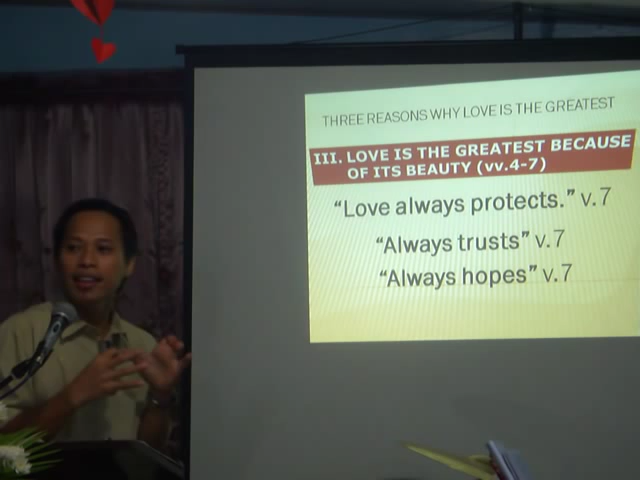 THREE REASONS WHY LOVE IS THE GREATEST
III. LOVE IS THE GREATEST BECAUSE
OF ITS BEAUTY (vv.4-7)
“Love always protects.” v.7
“Always trusts” v.7
“Always hopes” v.7